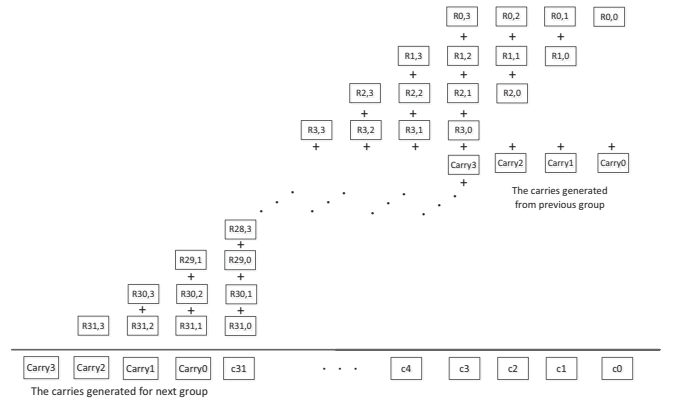 R0,3 R0,2 R0,1 R0,0
+ + +
R1,3 R1,2 R1,1 R1,0
+ + +
R2,3 R2,2 R2,1 R2,0
+ + +
R3,3 R3,2 R3,1 R3,0
+ + + + + + +
Carry3 Carry2 Carry1 Carry0
+
The carries generated
from previous group
R28,3
+
R29,1 R29,0
+ +
R30,3 R30,2 R30,1
+ + +
R31,3 R31,2 R31,1 R31,0
Carry3 Carry2 Carry1 Carry0 c31 . . . c4 c3 c2 c1 c0
The carries generated for next group